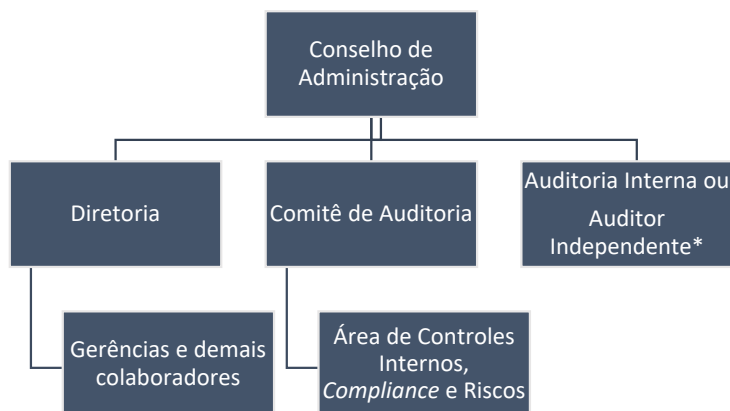 Conselho de
Administração
Diretoria
Comitê de Auditoria
Auditoria Interna ou
Auditor
Independente*
Gerências e demais
colaboradores
Área de Controles
Internos,
Compliance e Riscos